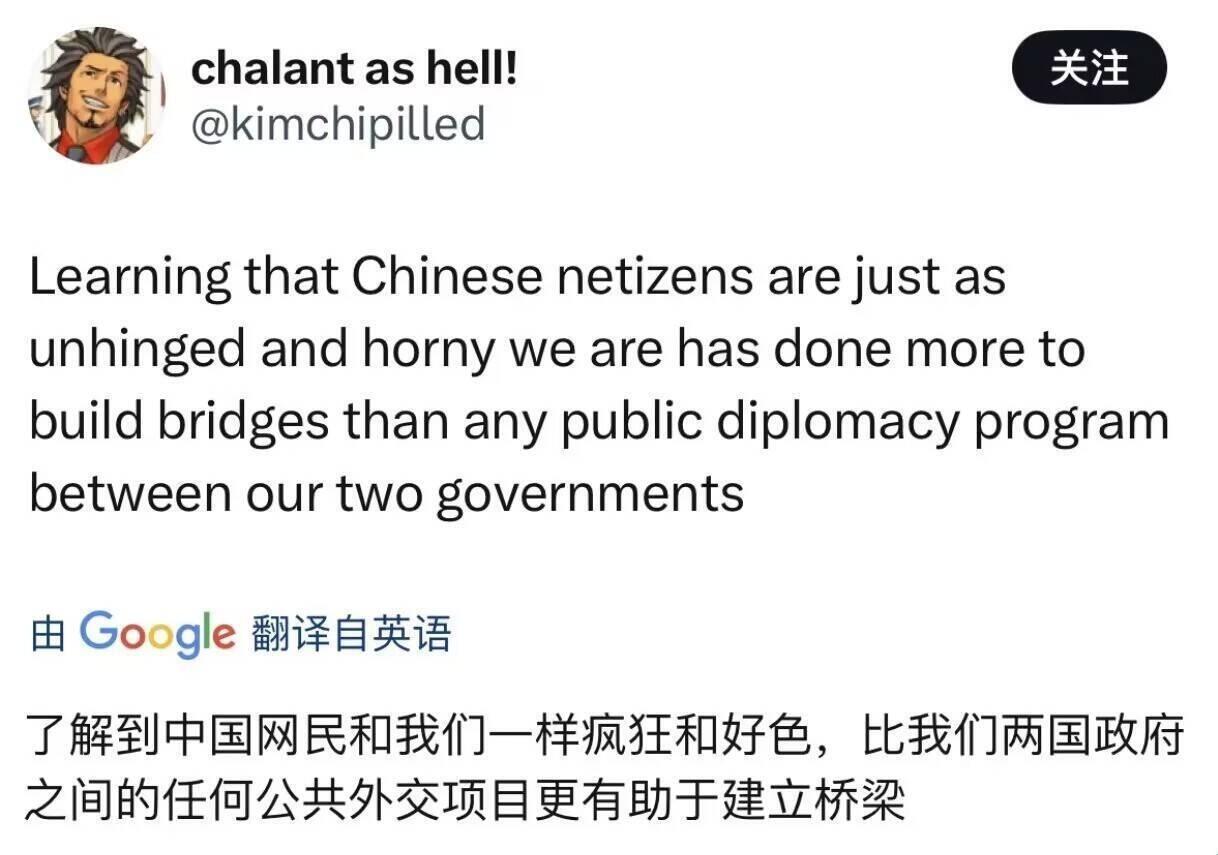 chalant as hell!
关注
@kimchipilled
Learning that Chinese netizens are just as
unhinged and horny we are has done more to
build bridges than any public diplomacy program
between our two governments
由 Google 翻译自英语
了解到中国网民和我们一样疯狂和好色，比我们两国政府
之间的任何公共外交项目更有助于建立桥梁